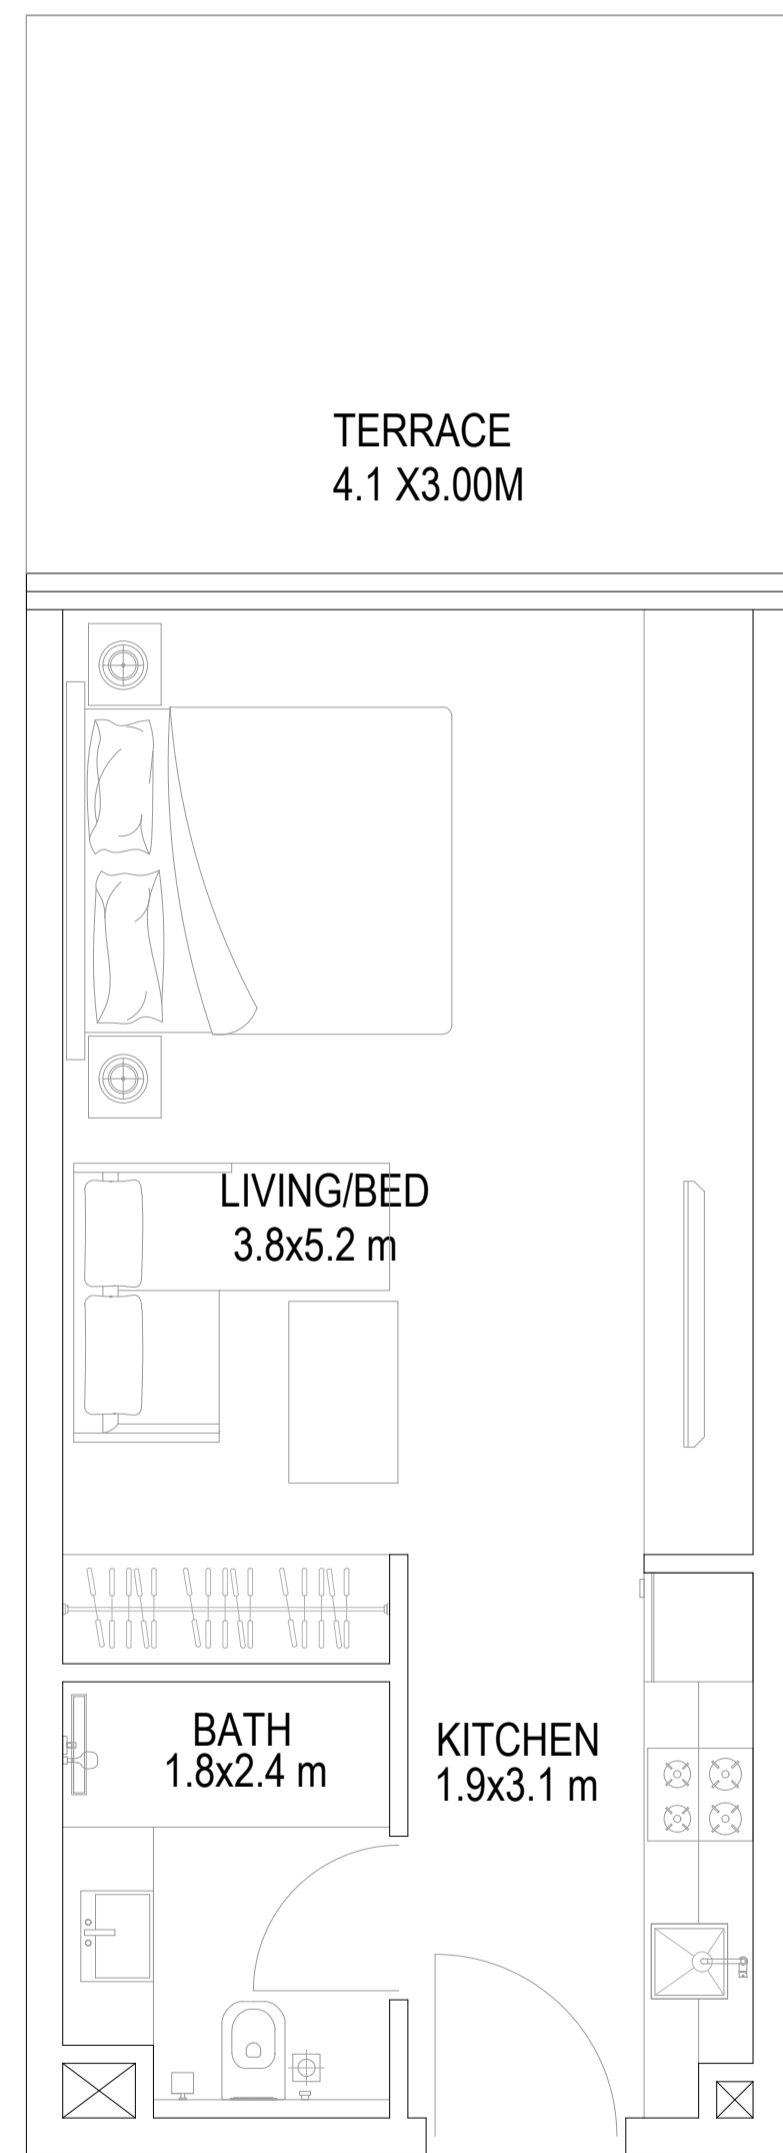 TERRACE
4.1 X3.00M
LIVING/BED
3.8x5.2 m
BATH
1.8x2.4 m
KITCHEN
1.9x3.1 m